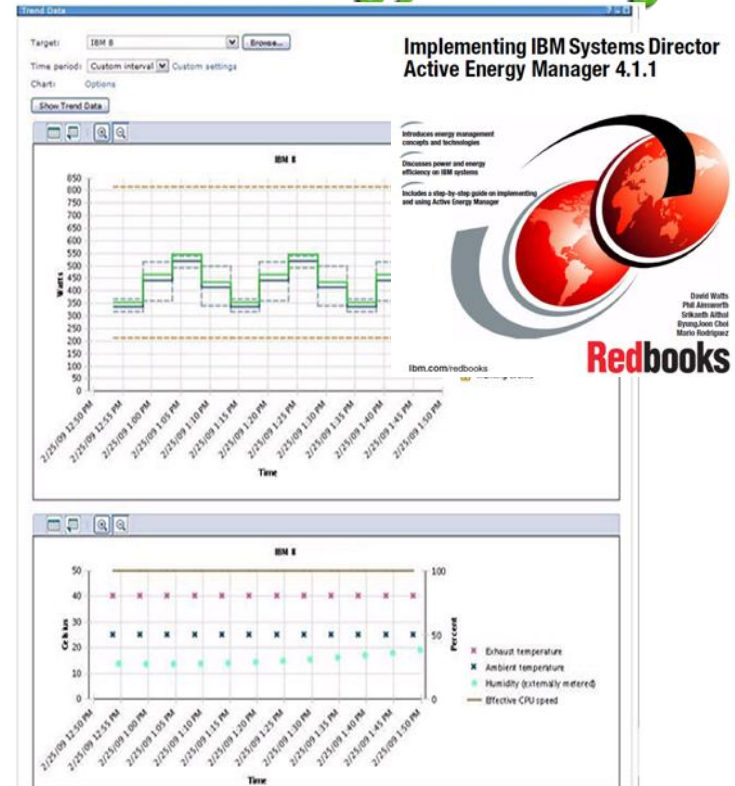 Trend Data
Target: IBM 8 Browse...
Time period: Custom interval Custom settings
Chart: Options
Show Trend Data
Implementing IBM Systems Director
Active Energy Manager 4.1.1
Introduces energy management
concepts and technologies
Discusses power and energy
efficiency on IBM systems
Includes a step-by-step guide on implementing
and using Active Energy Manager
David Watts
Phil Ainsworth
Srikanth Aithal
ByungJoon Choi
Mario Rodriguez
ibm.com/redbooks
Redbooks
IBM 8
850
800
750
700
650
600
550
500
450
400
350
300
250
200
150
100
50
0
Watts
2/25/09 12:50 PM
2/25/09 12:55 PM
2/25/09 1:00 PM
2/25/09 1:05 PM
2/25/09 1:10 PM
2/25/09 1:15 PM
2/25/09 1:20 PM
2/25/09 1:25 PM
2/25/09 1:30 PM
2/25/09 1:35 PM
2/25/09 1:40 PM
2/25/09 1:45 PM
2/25/09 1:50 PM
Time
IBM 8
50
40
30
20
10
0
Celsius
100
50
0
Percent
Exhaust temperature
Ambient temperature
Humidity (externally metered)
Effective CPU speed
2/25/09 12:50 PM
2/25/09 12:55 PM
2/25/09 1:00 PM
2/25/09 1:05 PM
2/25/09 1:10 PM
2/25/09 1:15 PM
2/25/09 1:20 PM
2/25/09 1:25 PM
2/25/09 1:30 PM
2/25/09 1:35 PM
2/25/09 1:40 PM
2/25/09 1:45 PM
2/25/09 1:50 PM
Time